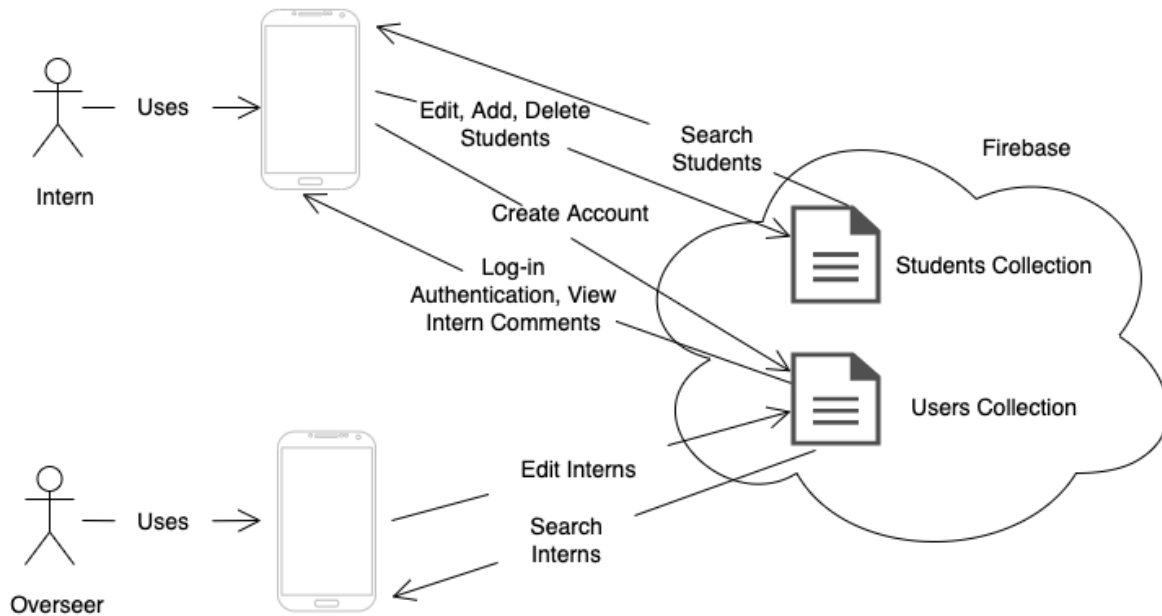 Uses
Intern
Edit, Add, Delete
Students
Search
Students
Firebase
Create Account
Students Collection
Log-in
Authentication, View
Intern Comments
Users Collection
Edit Interns
Uses
Search
Interns
Overseer